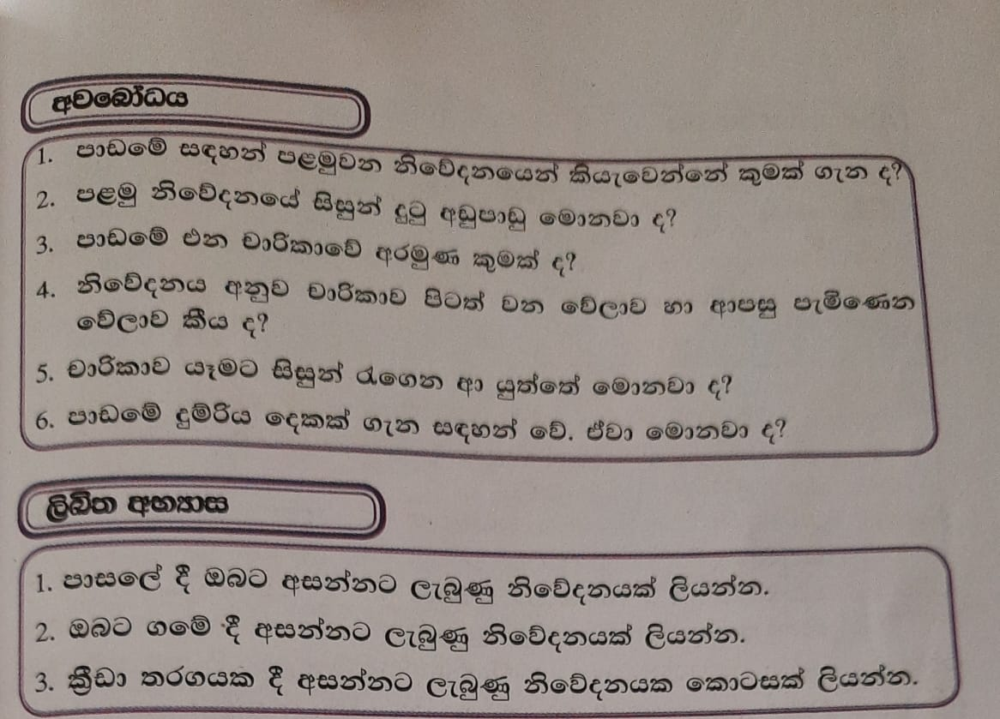 අවබෝධය
1. පාඩමේ සඳහන් පළමුවන නිවේදනයෙන් කියැවෙන්නේ කුමක් ගැන ද?
2. පළමු නිවේදනයේ සිසුන් දුටු අඩුපාඩු මොනවා ද?
3. පාඩමේ එන චාරිකාවේ අරමුණ කුමක් ද?
4. නිවේදනය අනුව චාරිකාව පිටත් වන වේලාව හා ආපසු පැමිණෙන
වේලාව කීය ද?
5. චාරිකාව යෑමට සිසුන් රැගෙන ආ යුත්තේ මොනවා ද?
6. පාඩමේ දුම්රිය දෙකක් ගැන සඳහන් වේ. ඒවා මොනවා ද?
ලිඛිත අභ්‍යාස
1. පාසලේ දී ඔබට අසන්නට ලැබුණු නිවේදනයක් ලියන්න.
2. ඔබට ගමේ දී අසන්නට ලැබුණු නිවේදනයක් ලියන්න.
3. ක්‍රීඩා තරගයක දී අසන්නට ලැබුණු නිවේදනයක කොටසක් ලියන්න.